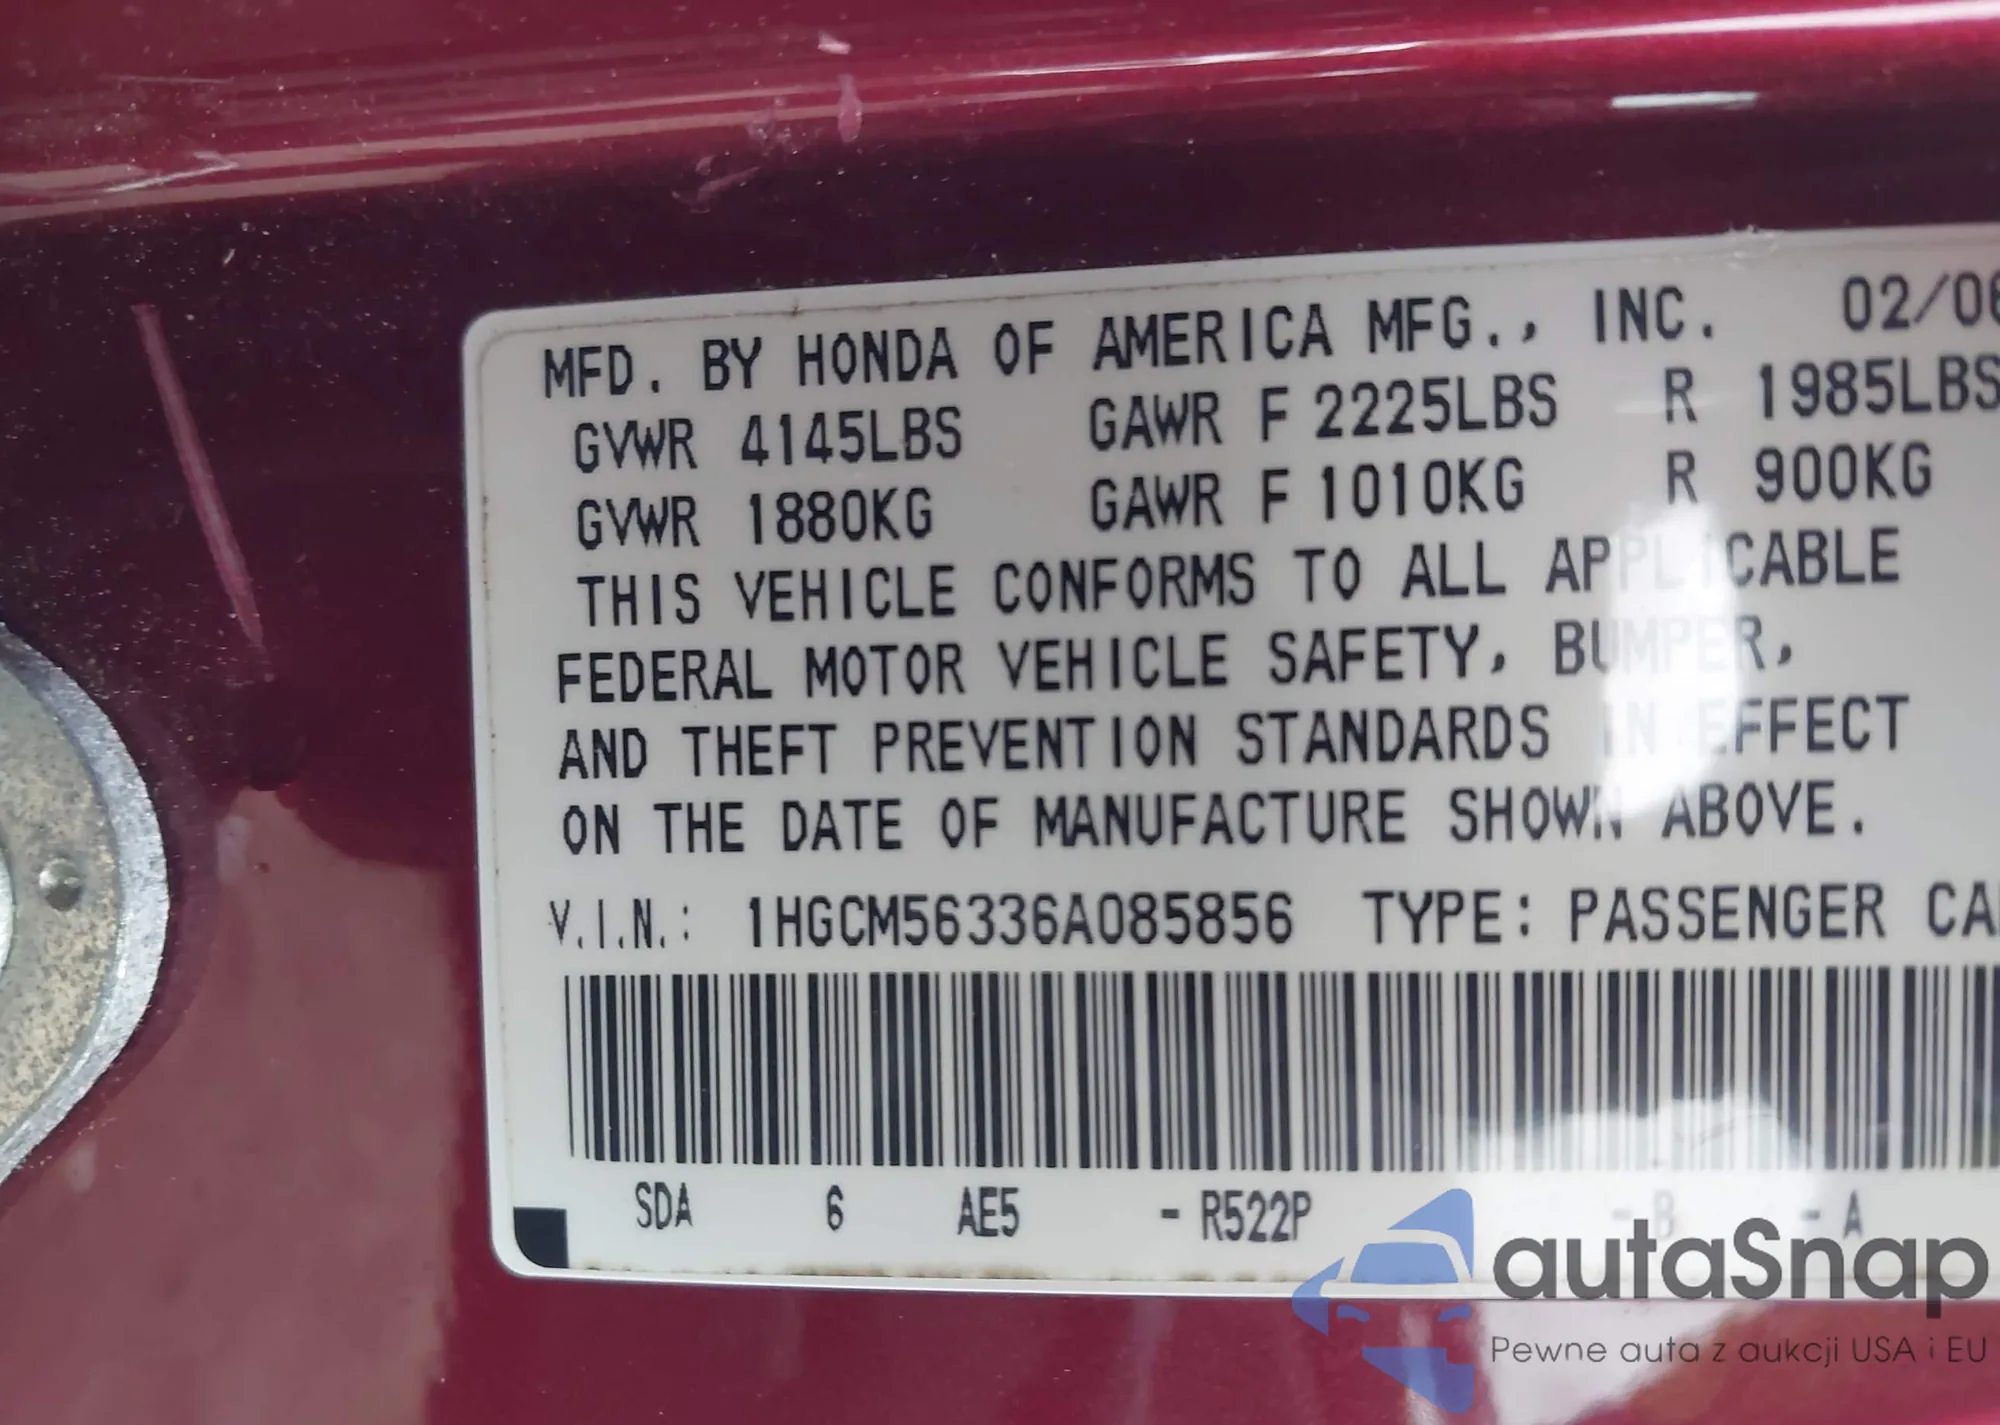 MFD. BY HONDA OF AMERICA MFG., INC. 02/06
GVWR 4145LBS GAWR F 2225LBS R 1985LBS
GVWR 1880KG GAWR F 1010KG R 900KG
THIS VEHICLE CONFORMS TO ALL APPLICABLE
FEDERAL MOTOR VEHICLE SAFETY, BUMPER,
AND THEFT PREVENTION STANDARDS IN EFFECT
ON THE DATE OF MANUFACTURE SHOWN ABOVE.
V.I.N.: 1HGCM56336A085856 TYPE: PASSENGER CA
SDA 6 AE5 - R522P - B - A
autaSnap
Pewne auta z aukcji USA i EU